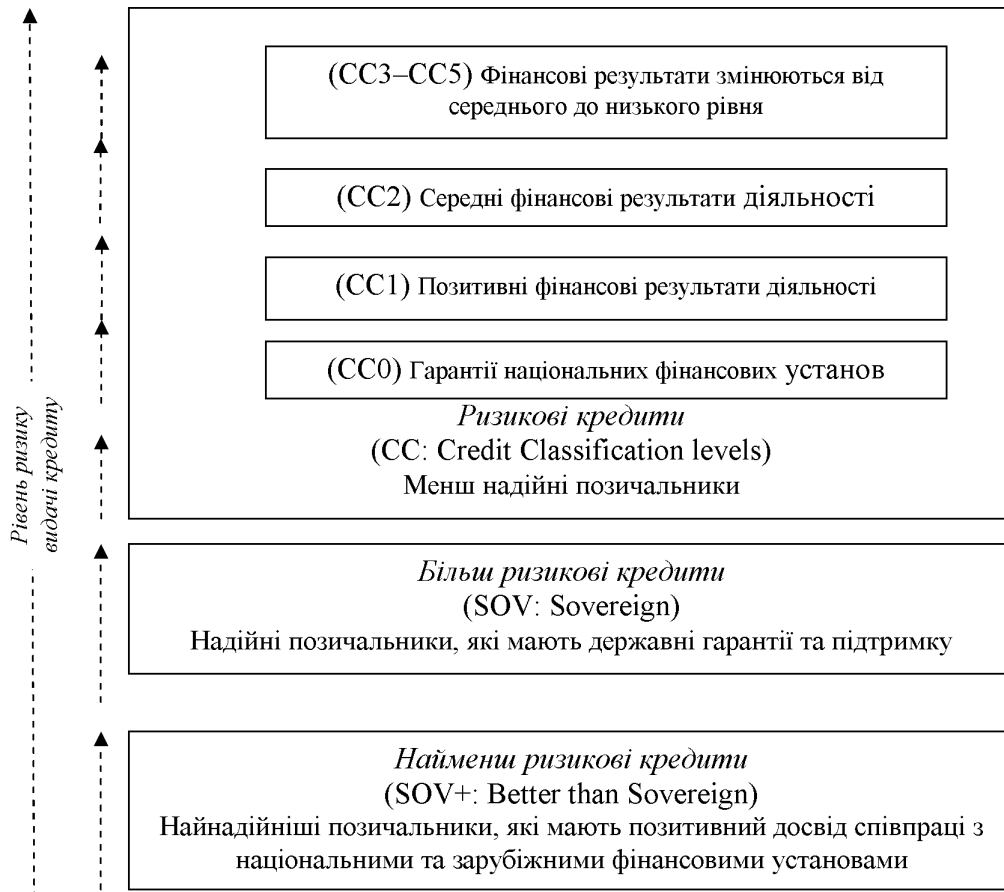 (CC3–CC5) Фінансові результати змінюються від
середнього до низького рівня
(CC2) Середні фінансові результати діяльності
(CC1) Позитивні фінансові результати діяльності
(CC0) Гарантії національних фінансових установ
Ризикові кредити
(CC: Credit Classification levels)
Менш надійні позичальники
Рівень ризику
видачі кредиту
Більш ризикові кредити
(SOV: Sovereign)
Надійні позичальники, які мають державні гарантії та підтримку
Найменш ризикові кредити
(SOV+: Better than Sovereign)
Найнадійніші позичальники, які мають позитивний досвід співпраці з
національними та зарубіжними фінансовими установами